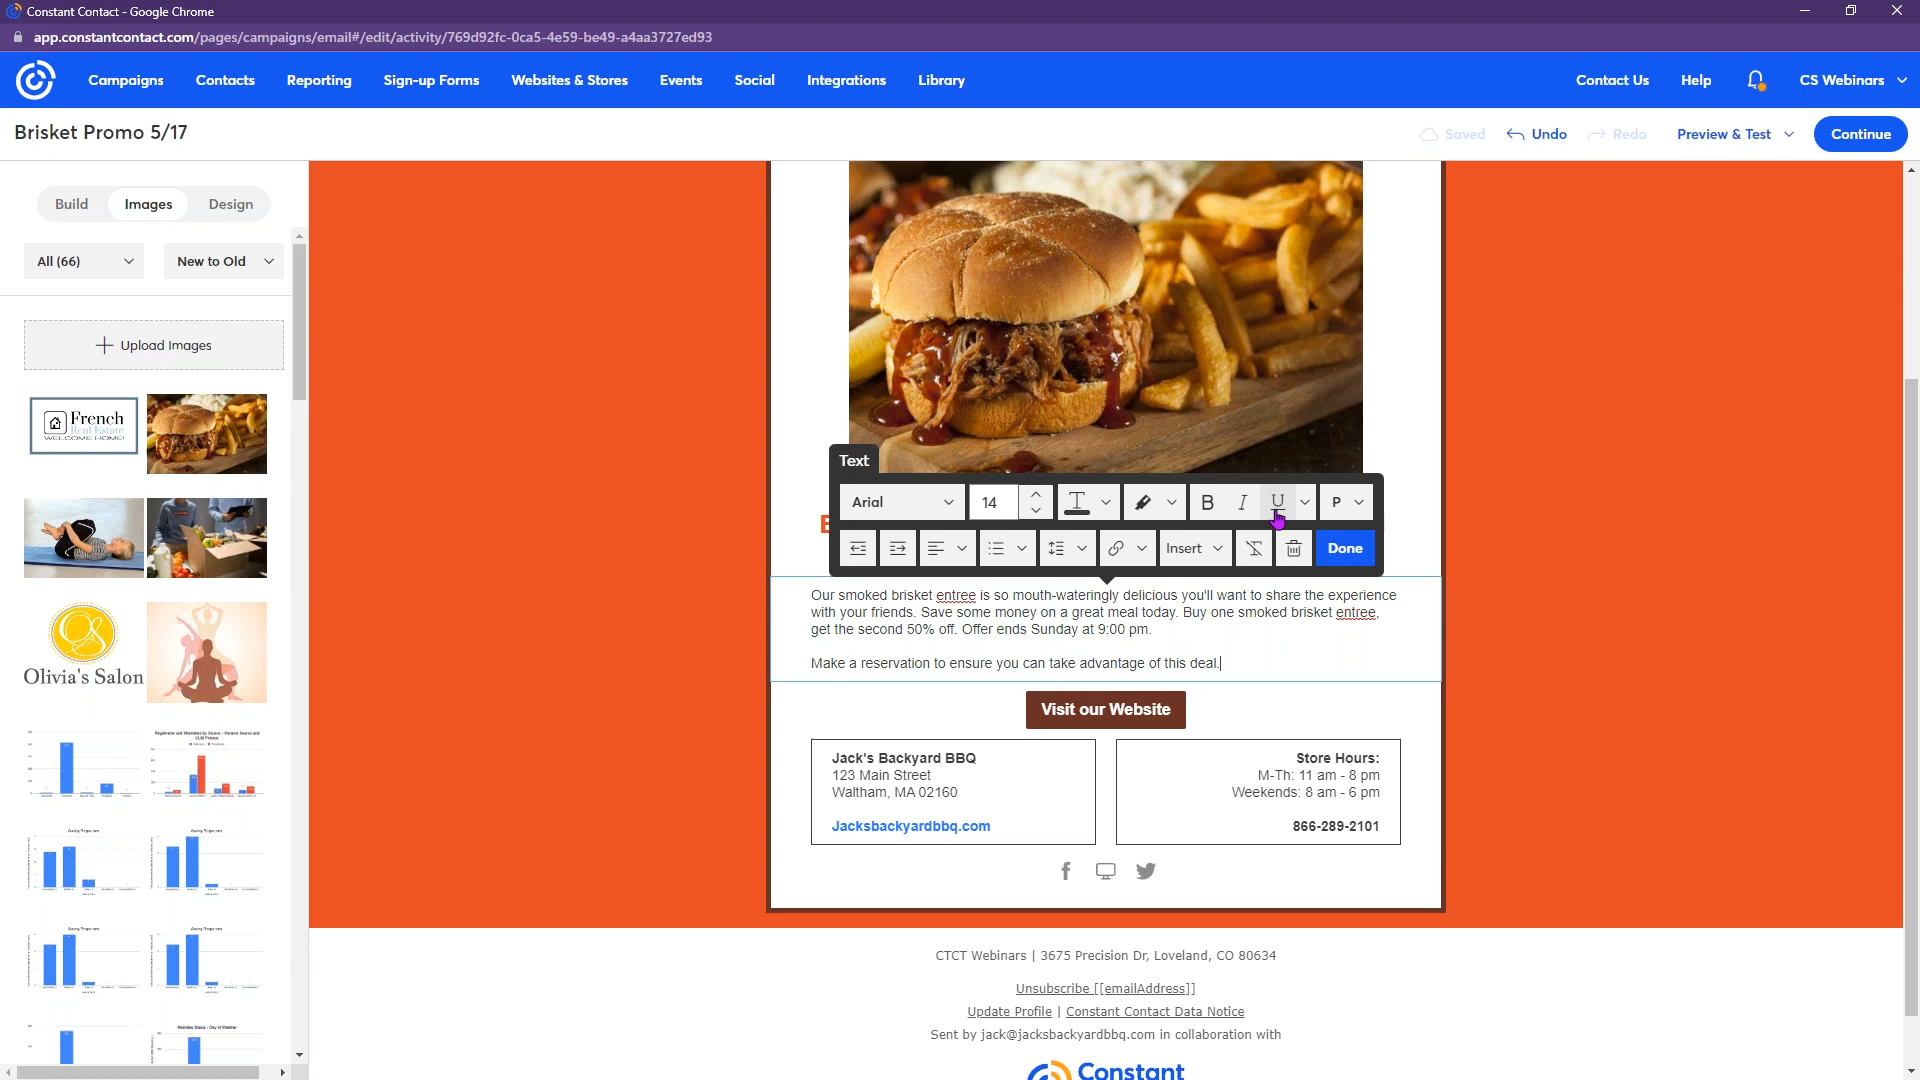 Constant Contact - Google Chrome
app.constantcontact.com/pages/campaigns/email#/edit/activity/769d92fc-0ca5-4e59-be49-a4aa3727ed93
Campaigns Contacts Reporting Sign-up Forms Websites & Stores Events Social Integrations Library Contact Us Help CS Webinars
Brisket Promo 5/17 Saved Undo Redo Preview & Test Continue
Build Images Design
All (66) New to Old
Upload Images
French
Real Estate
WELCOME HOME!
Olivia's Salon
Text
Arial 14 B I U P
Insert Done
Our smoked brisket entree is so mouth-wateringly delicious you'll want to share the experience
with your friends. Save some money on a great meal today. Buy one smoked brisket entree,
get the second 50% off. Offer ends Sunday at 9:00 pm.
Make a reservation to ensure you can take advantage of this deal.
Visit our Website
Jack's Backyard BBQ
123 Main Street
Waltham, MA 02160
Jacksbackyardbbq.com
Store Hours:
M-Th: 11 am - 8 pm
Weekends: 8 am - 6 pm
866-289-2101
CTCT Webinars | 3675 Precision Dr, Loveland, CO 80634
Unsubscribe [[emailAddress]]
Update Profile | Constant Contact Data Notice
Sent by jack@jacksbackyardbbq.com in collaboration with
Constant